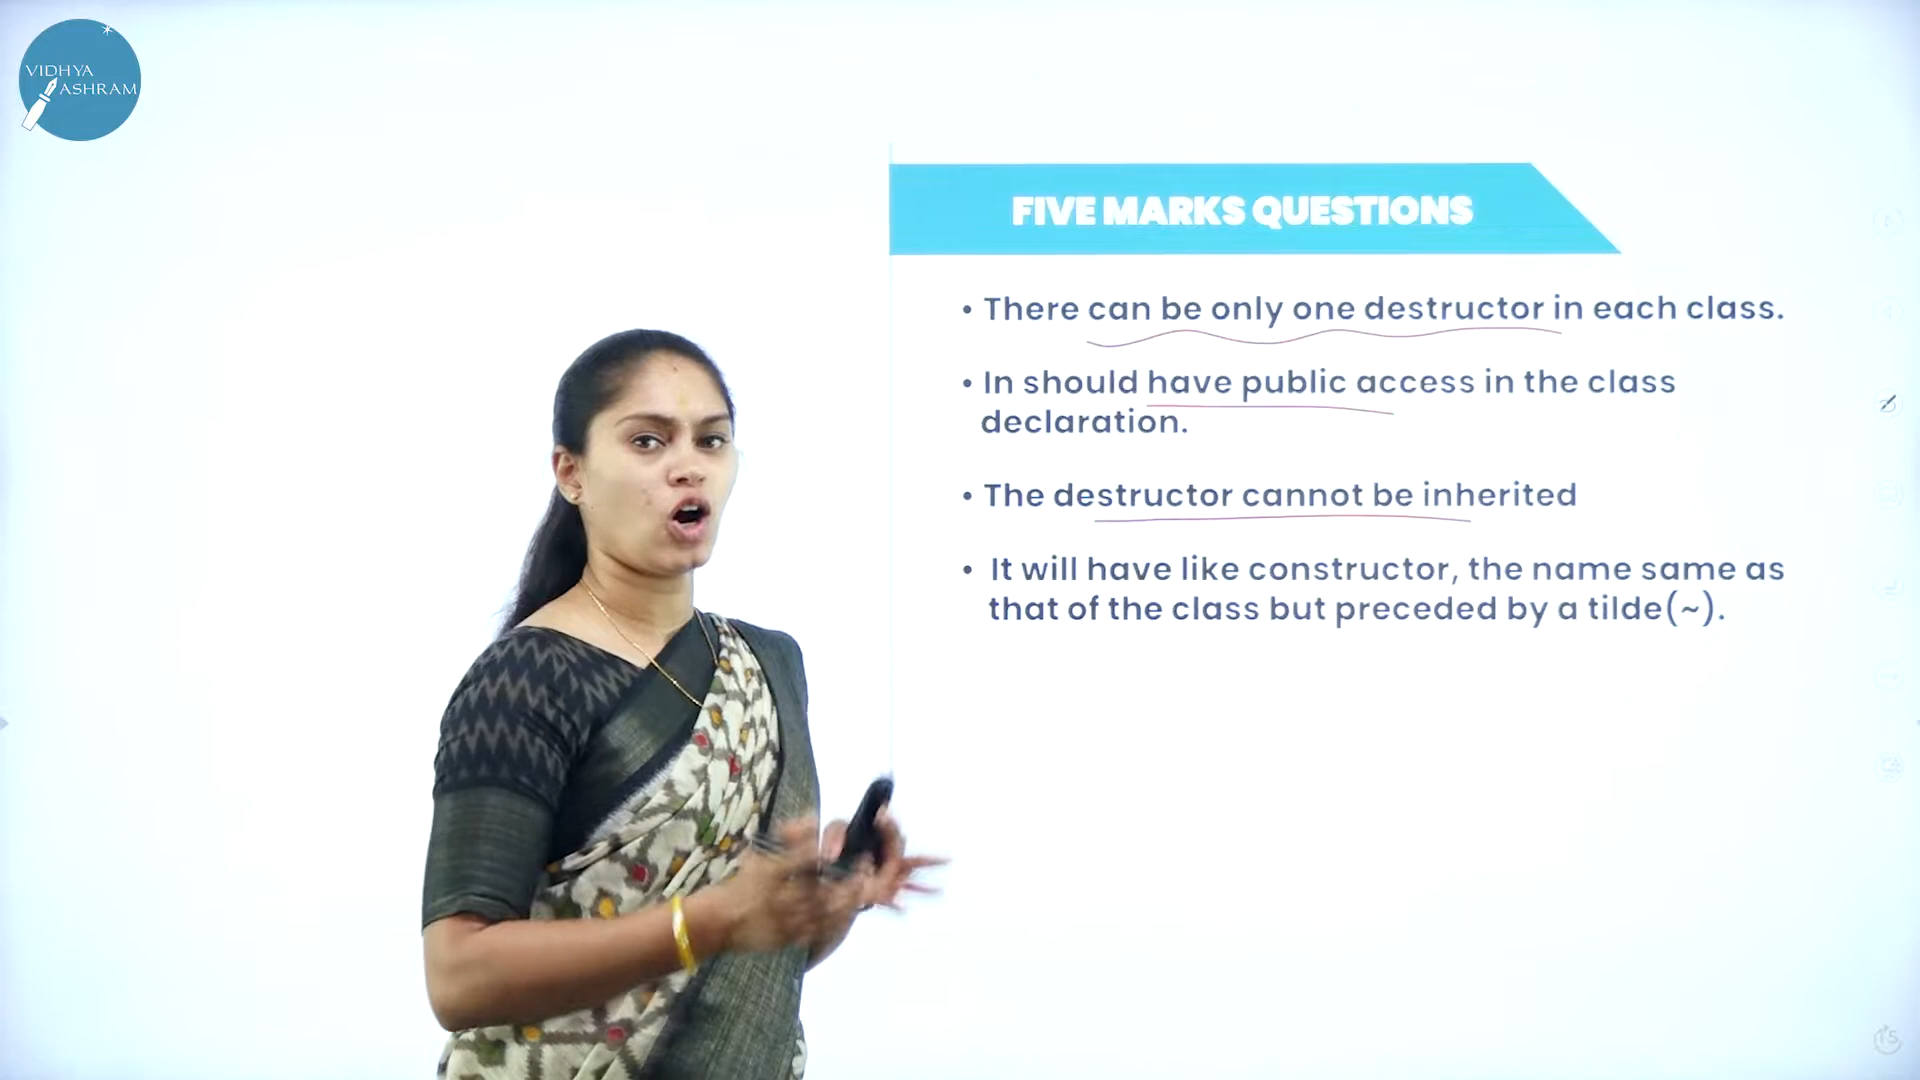 VIDHYA
ASHRAM
FIVE MARKS QUESTIONS
• There can be only one destructor in each class.
• In should have public access in the class
declaration.
• The destructor cannot be inherited
• It will have like constructor, the name same as
that of the class but preceded by a tilde(~).